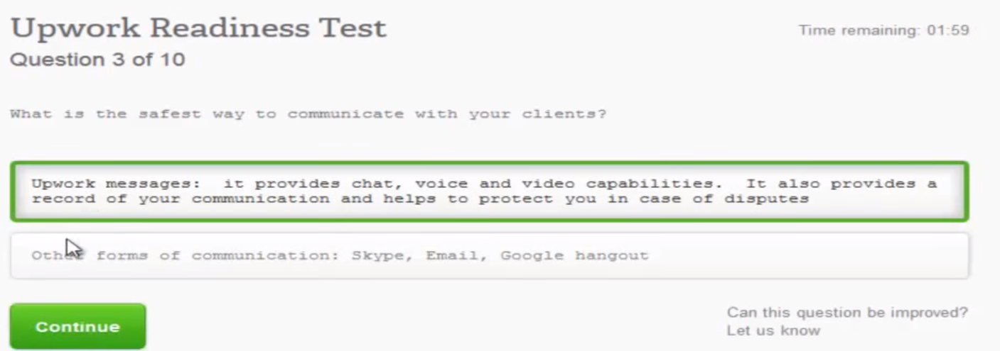 Upwork Readiness Test
Time remaining: 01:59
Question 3 of 10
What is the safest way to communicate with your clients?
Upwork messages:  it provides chat, voice and video capabilities.  It also provides a
record of your communication and helps to protect you in case of disputes
Other forms of communication: Skype, Email, Google hangout
Continue
Can this question be improved?
Let us know